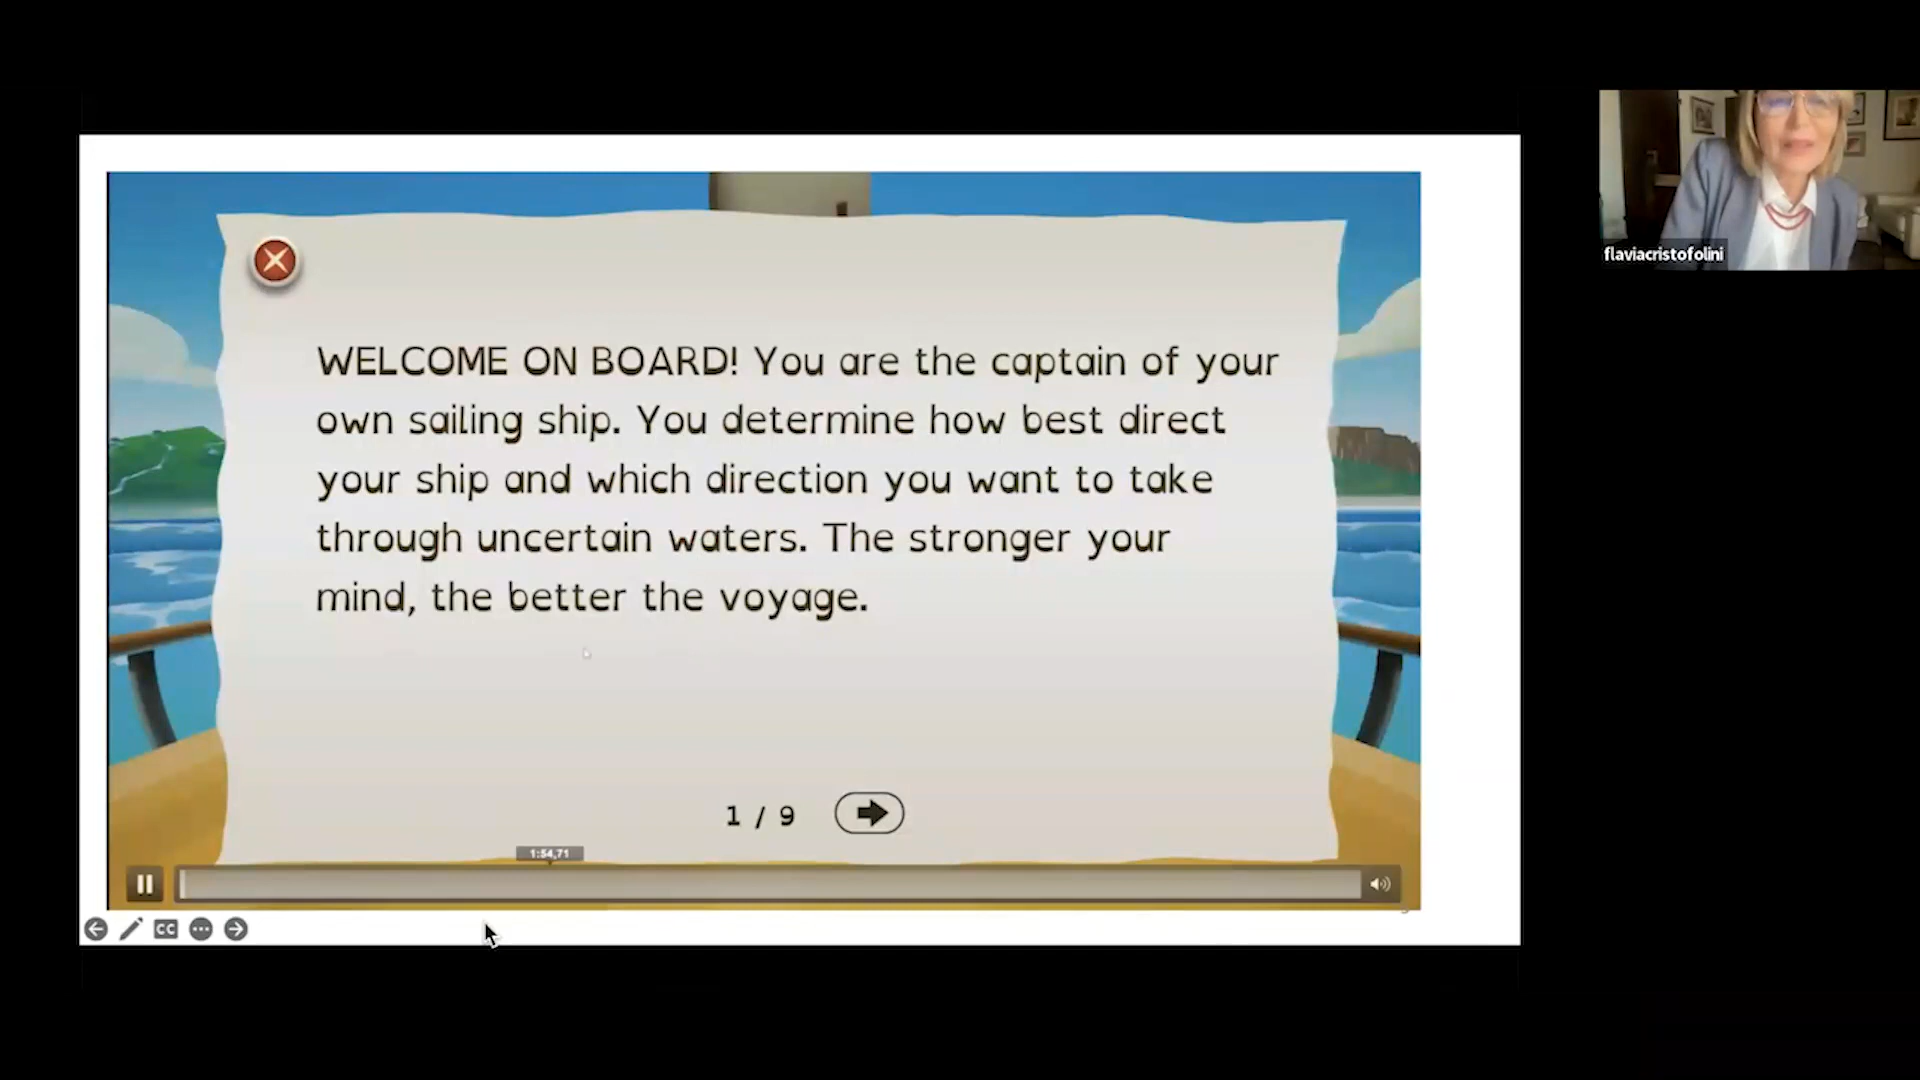 flaviacristofolini
WELCOME ON BOARD! You are the captain of your
own sailing ship. You determine how best direct
your ship and which direction you want to take
through uncertain waters. The stronger your
mind, the better the voyage.
1 / 9
1:54,71
CC